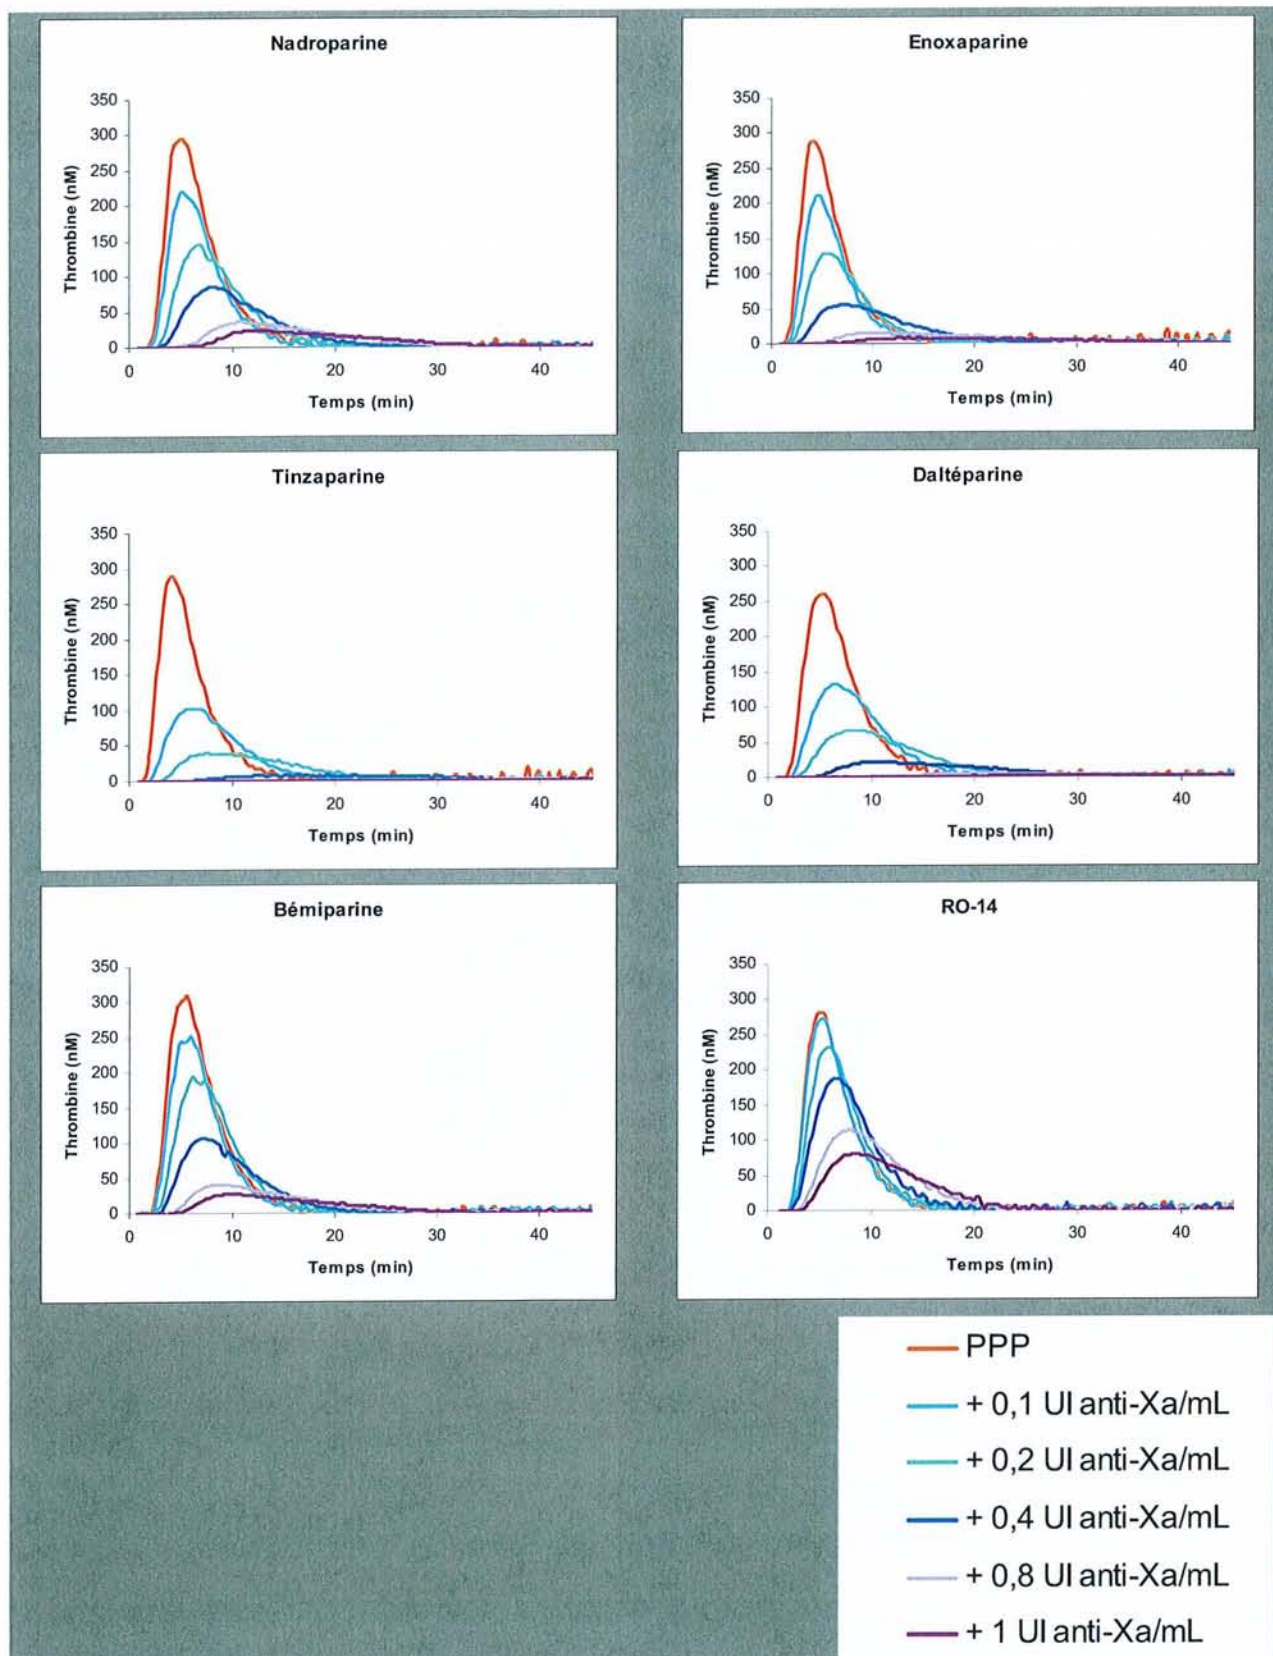 Nadroparine
350
300
250
200
150
100
50
0
Thrombine (nM)
0 10 20 30 40
Temps (min)
Enoxaparine
350
300
250
200
150
100
50
0
Thrombine (nM)
0 10 20 30 40
Temps (min)
Tinzaparine
350
300
250
200
150
100
50
0
Thrombine (nM)
0 10 20 30 40
Temps (min)
Daltéparine
350
300
250
200
150
100
50
0
Thrombine (nM)
0 10 20 30 40
Temps (min)
Bémiparine
350
300
250
200
150
100
50
0
Thrombine (nM)
0 10 20 30 40
Temps (min)
RO-14
350
300
250
200
150
100
50
0
Thrombine (nM)
0 10 20 30 40
Temps (min)
PPP
+ 0,1 UI anti-Xa/mL
+ 0,2 UI anti-Xa/mL
+ 0,4 UI anti-Xa/mL
+ 0,8 UI anti-Xa/mL
+ 1 UI anti-Xa/mL